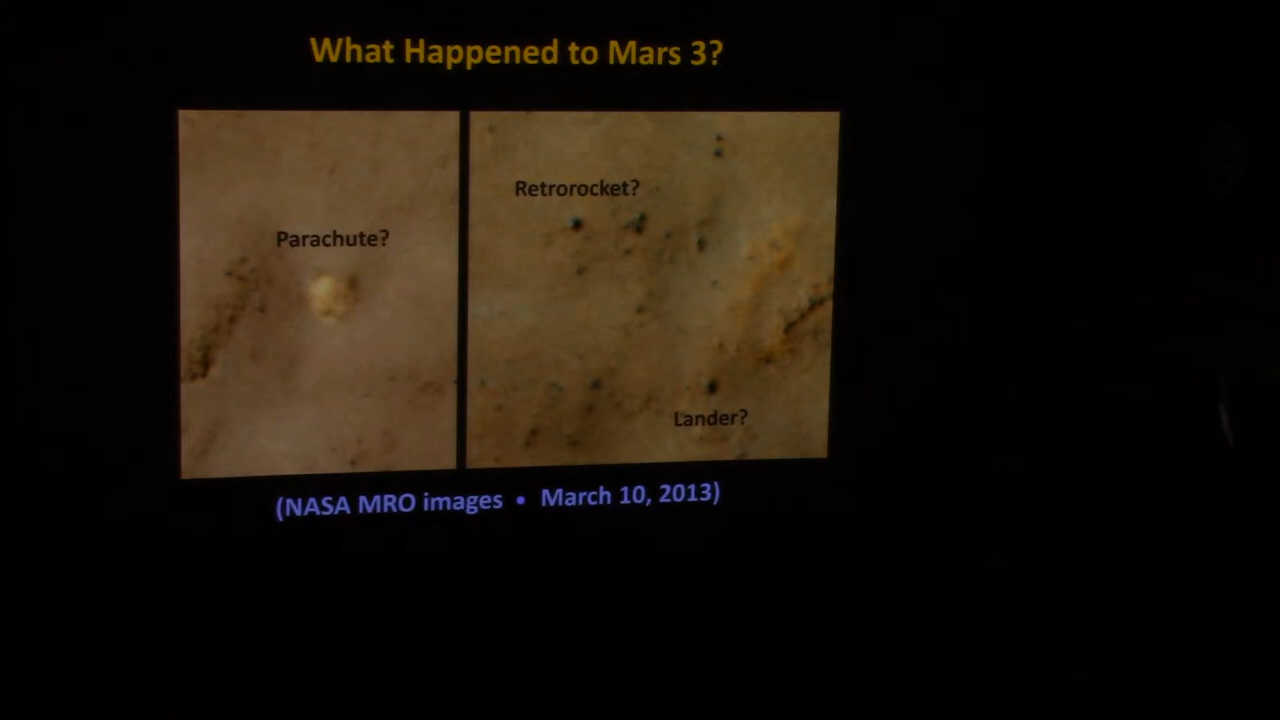 What Happened to Mars 3?
Parachute?
Retrorocket?
Lander?
(NASA MRO images • March 10, 2013)